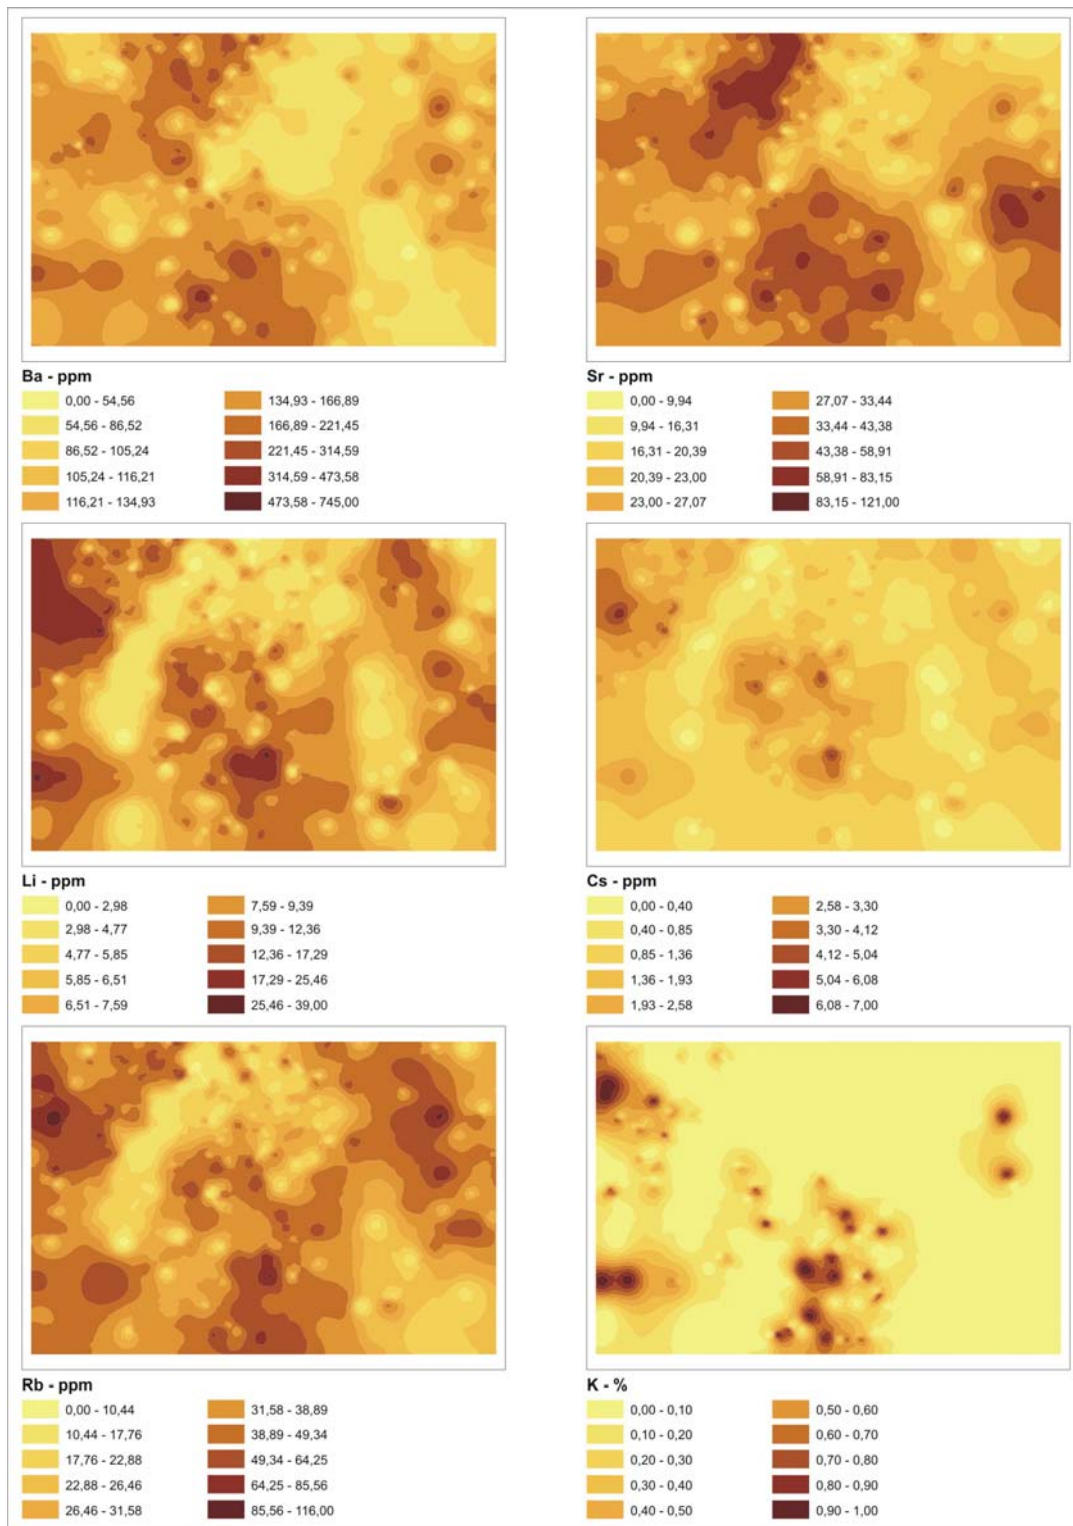 Ba - ppm
0,00 - 54,56
54,56 - 86,52
86,52 - 105,24
105,24 - 116,21
116,21 - 134,93
134,93 - 166,89
166,89 - 221,45
221,45 - 314,59
314,59 - 473,58
473,58 - 745,00
Sr - ppm
0,00 - 9,94
9,94 - 16,31
16,31 - 20,39
20,39 - 23,00
23,00 - 27,07
27,07 - 33,44
33,44 - 43,38
43,38 - 58,91
58,91 - 83,15
83,15 - 121,00
Li - ppm
0,00 - 2,98
2,98 - 4,77
4,77 - 5,85
5,85 - 6,51
6,51 - 7,59
7,59 - 9,39
9,39 - 12,36
12,36 - 17,29
17,29 - 25,46
25,46 - 39,00
Cs - ppm
0,00 - 0,40
0,40 - 0,85
0,85 - 1,36
1,36 - 1,93
1,93 - 2,58
2,58 - 3,30
3,30 - 4,12
4,12 - 5,04
5,04 - 6,08
6,08 - 7,00
Rb - ppm
0,00 - 10,44
10,44 - 17,76
17,76 - 22,88
22,88 - 26,46
26,46 - 31,58
31,58 - 38,89
38,89 - 49,34
49,34 - 64,25
64,25 - 85,56
85,56 - 116,00
K - %
0,00 - 0,10
0,10 - 0,20
0,20 - 0,30
0,30 - 0,40
0,40 - 0,50
0,50 - 0,60
0,60 - 0,70
0,70 - 0,80
0,80 - 0,90
0,90 - 1,00